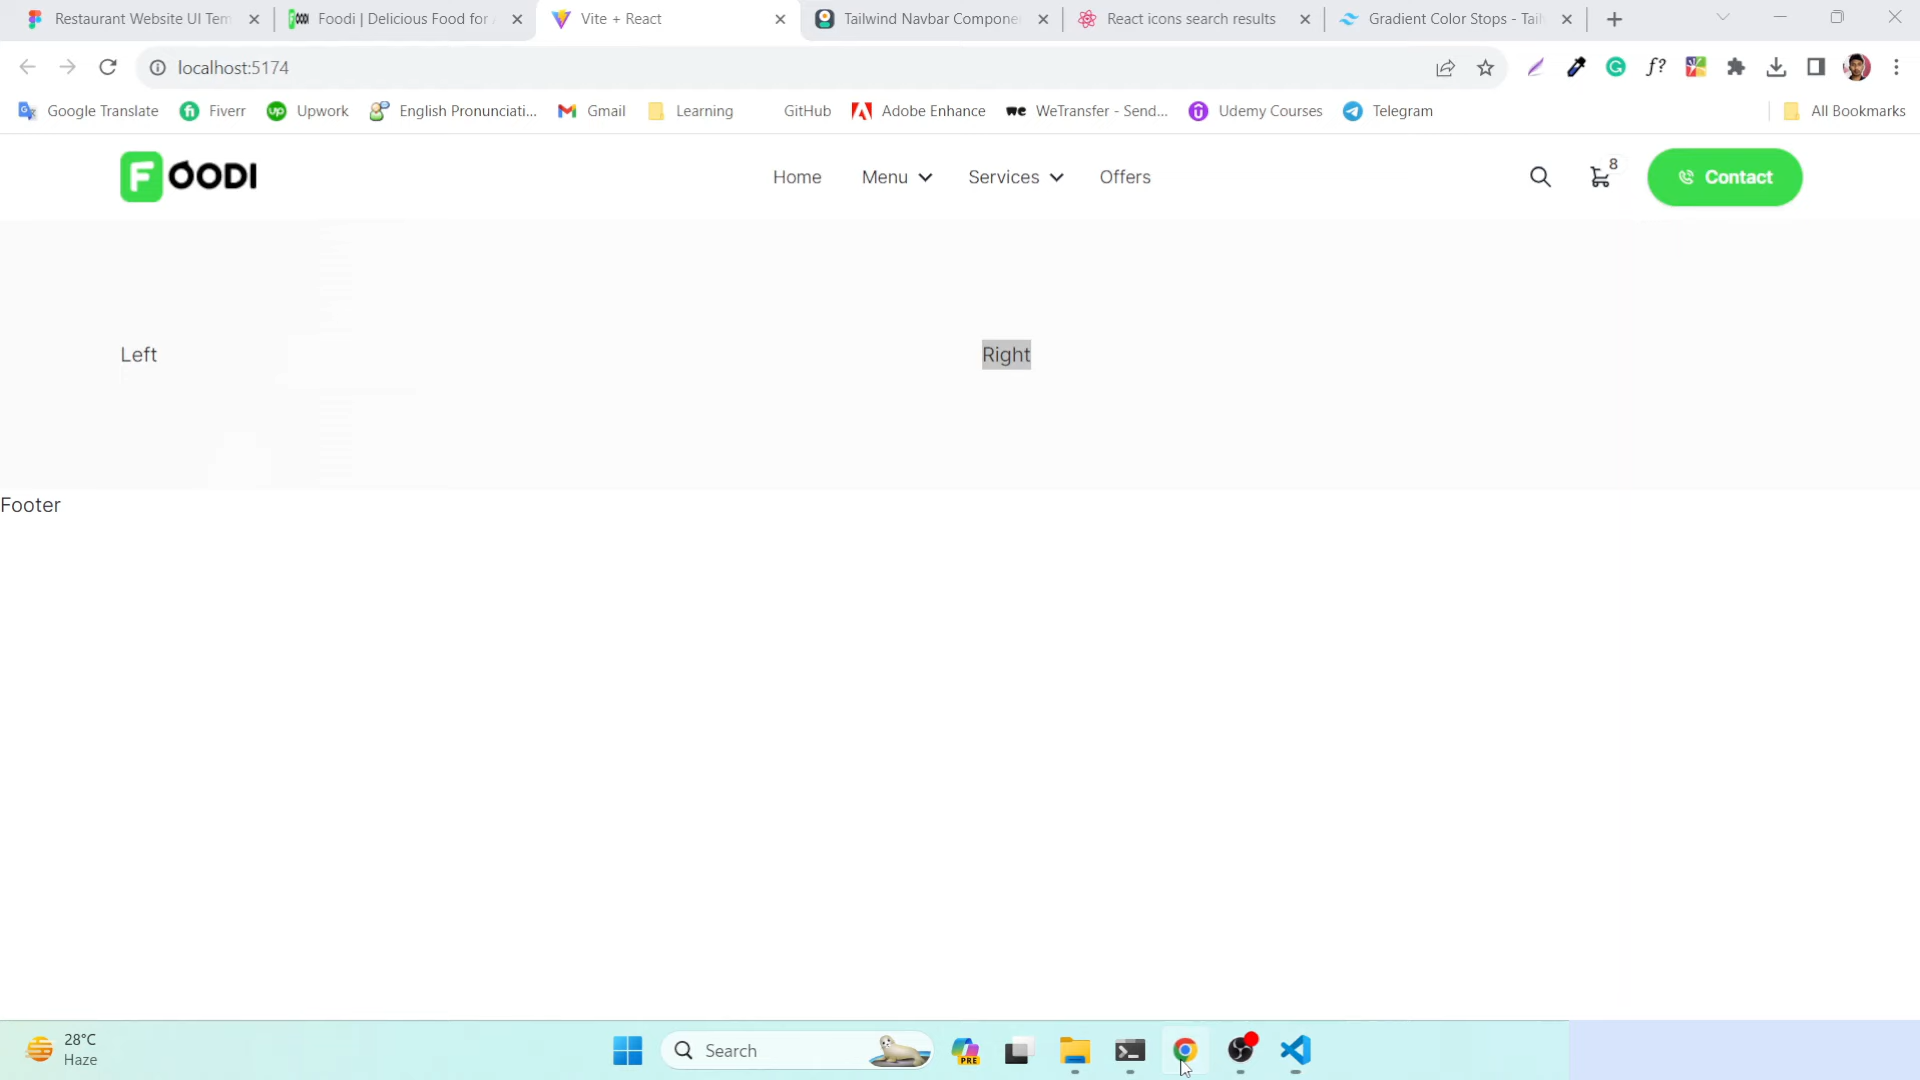 Restaurant Website UI Tem
Foodi | Delicious Food for A
Vite + React
Tailwind Navbar Compone
React icons search results
Gradient Color Stops - Tail
localhost:5174
f?
Google Translate
Fiverr
Upwork
English Pronunciati...
Gmail
Learning
GitHub
Adobe Enhance
WeTransfer - Send...
Udemy Courses
Telegram
All Bookmarks
FOODI
Home
Menu
Services
Offers
8
Contact
Left
Right
Footer
28°C
Haze
Search
PRE